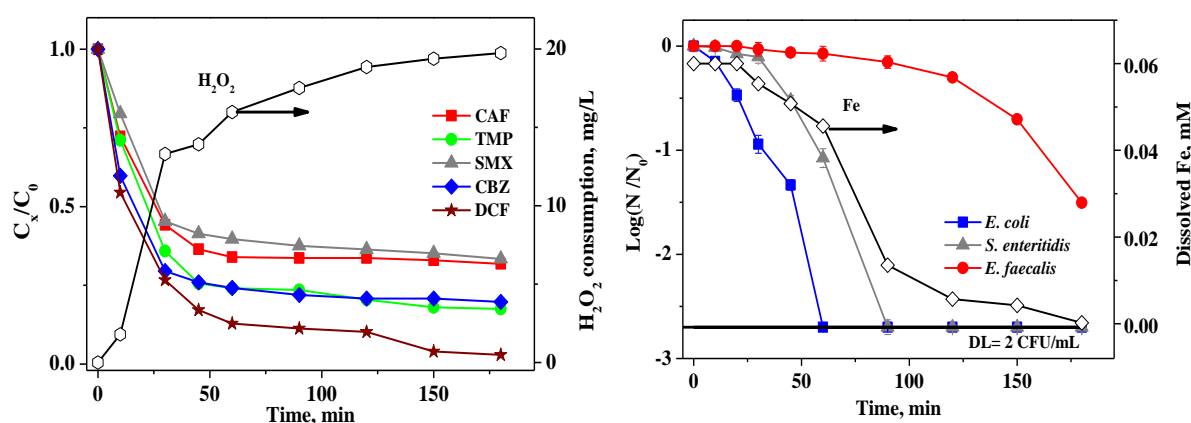 C_x/C_0
1.0
0.5
0.0
H₂O₂
CAF
TMP
SMX
CBZ
DCF
20
10
0
H₂O₂ consumption, mg/L
0 50 100 150
Time, min
Log(N /N_0)
0
-1
-2
-3
Fe
E. coli
S. enteritidis
E. faecalis
DL= 2 CFU/mL
0.06
0.04
0.02
0.00
Dissolved Fe, mM
0 50 100 150
Time, min